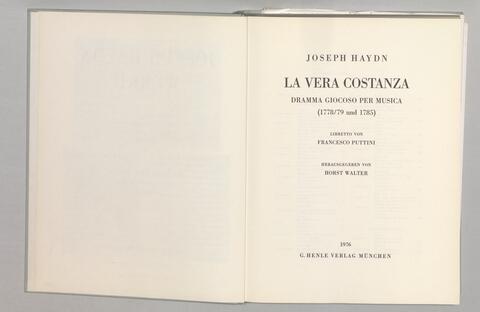 JOSEPH HAYDN
LA VERA COSTANZA
DRAMMA GIOCOSO PER MUSICA
(1778/79 und 1785)
LIBRETTO VON
FRANCESCO PUTTINI
HERAUSGEGEBEN VON
HORST WALTER
1976
G. HENLE VERLAG MÜNCHEN